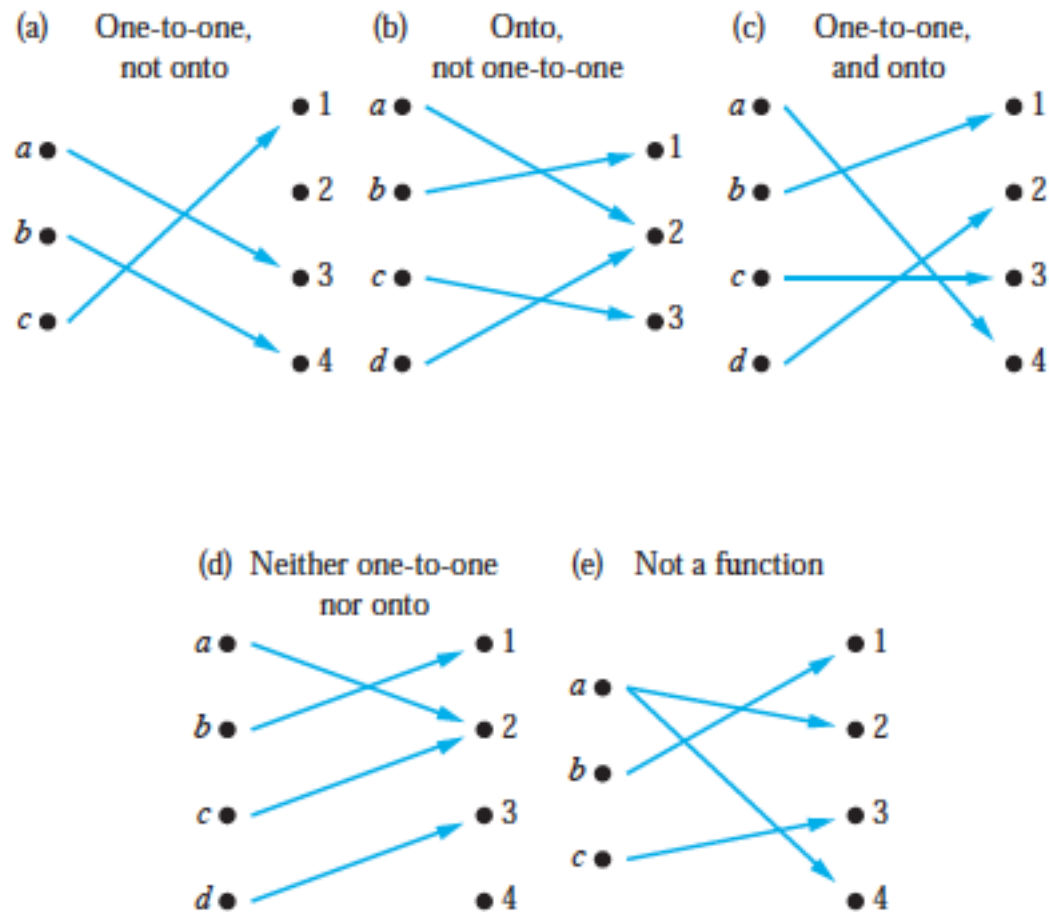 (a) One-to-one, not onto
a
b
c
1
2
3
4
(b) Onto, not one-to-one
a
b
c
d
1
2
3
(c) One-to-one, and onto
a
b
c
d
1
2
3
4
(d) Neither one-to-one nor onto
a
b
c
d
1
2
3
4
(e) Not a function
a
b
c
1
2
3
4